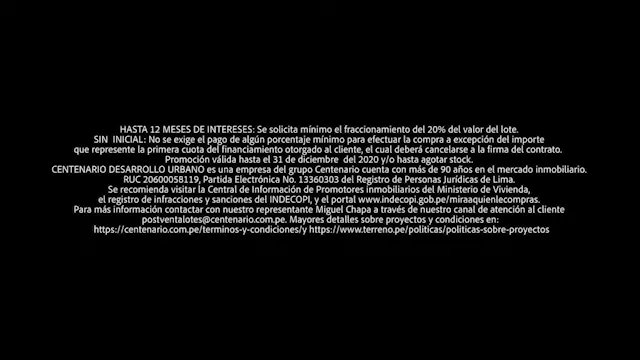 HASTA 12 MESES DE INTERESES: Se solicita mínimo el fraccionamiento del 20% del valor del lote.
SIN INICIAL: No se exige el pago de algún porcentaje mínimo para efectuar la compra a excepción del importe
que represente la primera cuota del financiamiento otorgado al cliente, el cual deberá cancelarse a la firma del contrato.
Promoción válida hasta el 31 de diciembre del 2020 y/o hasta agotar stock.
CENTENARIO DESARROLLO URBANO es una empresa del grupo Centenario cuenta con más de 90 años en el mercado inmobiliario.
RUC 20600058119, Partida Electrónica No. 13360303 del Registro de Personas Jurídicas de Lima.
Se recomienda visitar la Central de Información de Promotores inmobiliarios del Ministerio de Vivienda,
el registro de infracciones y sanciones del INDECOPI, y el portal www.indecopi.gob.pe/miraaquienlecompras.
Para más información contactar con nuestro representante Miguel Chapa a través de nuestro canal de atención al cliente
postventalotes@centenario.com.pe. Mayores detalles sobre proyectos y condiciones en:
https://centenario.com.pe/terminos-y-condiciones/y https://www.terreno.pe/politicas/politicas-sobre-proyectos